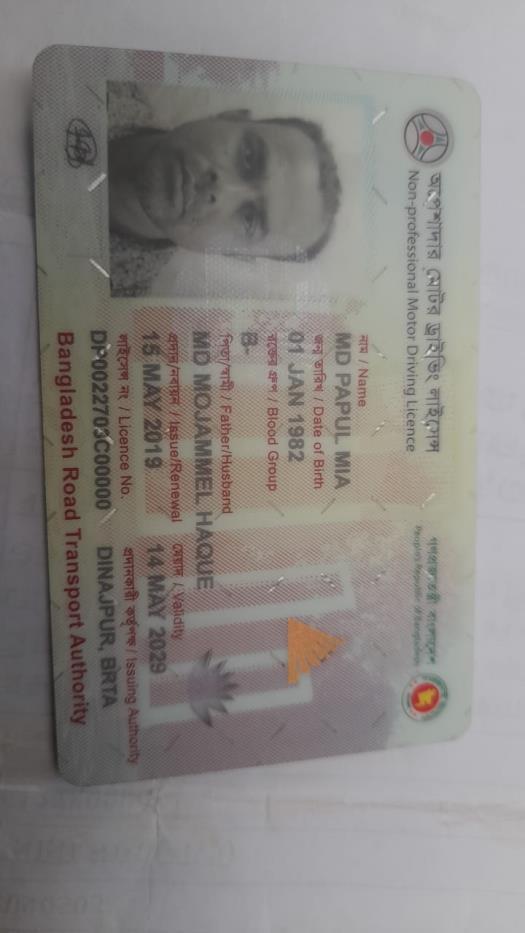 অপেশাদার মোটর ড্রাইভিং লাইসেন্স
Non-professional Motor Driving Licence
গণপ্রজাতন্ত্রী বাংলাদেশ
People's Republic of Bangladesh
নাম / Name
MD PAPUL MIA
জন্ম তারিখ / Date of Birth
01 JAN 1982
রক্তের গ্রুপ / Blood Group
B-
পিতা/স্বামী / Father/Husband
MD MOJAMMEL HAQUE
প্রদান/নবায়ন / Issue/Renewal
15 MAY 2019
মেয়াদ / Validity
14 MAY 2029
লাইসেন্স নং / Licence No.
DP0022703C00000
প্রদানকারী কর্তৃপক্ষ / Issuing Authority
DINAJPUR, BRTA
Bangladesh Road Transport Authority